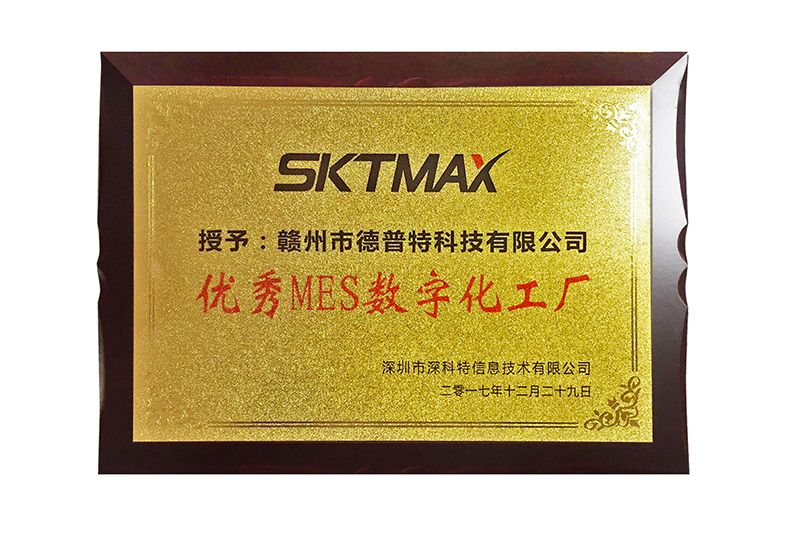 SKTMAX
授予：赣州市德普特科技有限公司
优秀MES数字化工厂
深圳市深科特信息技术有限公司
二零一七年十二月二十九日